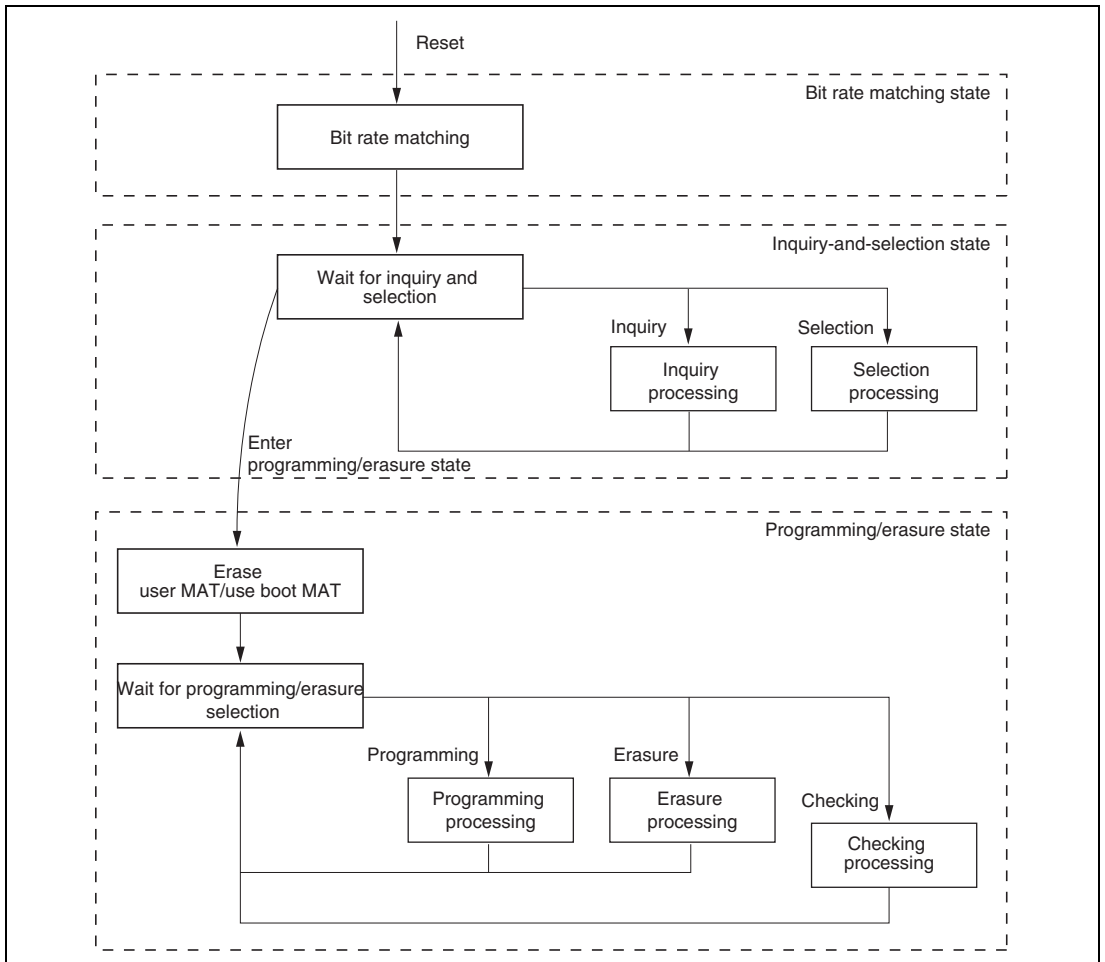 Reset
Bit rate matching state
Bit rate matching
Inquiry-and-selection state
Wait for inquiry and
selection
Inquiry
Selection
Inquiry
processing
Selection
processing
Enter
programming/erasure state
Programming/erasure state
Erase
user MAT/use boot MAT
Wait for programming/erasure
selection
Programming
Erasure
Programming
processing
Erasure
processing
Checking
Checking
processing